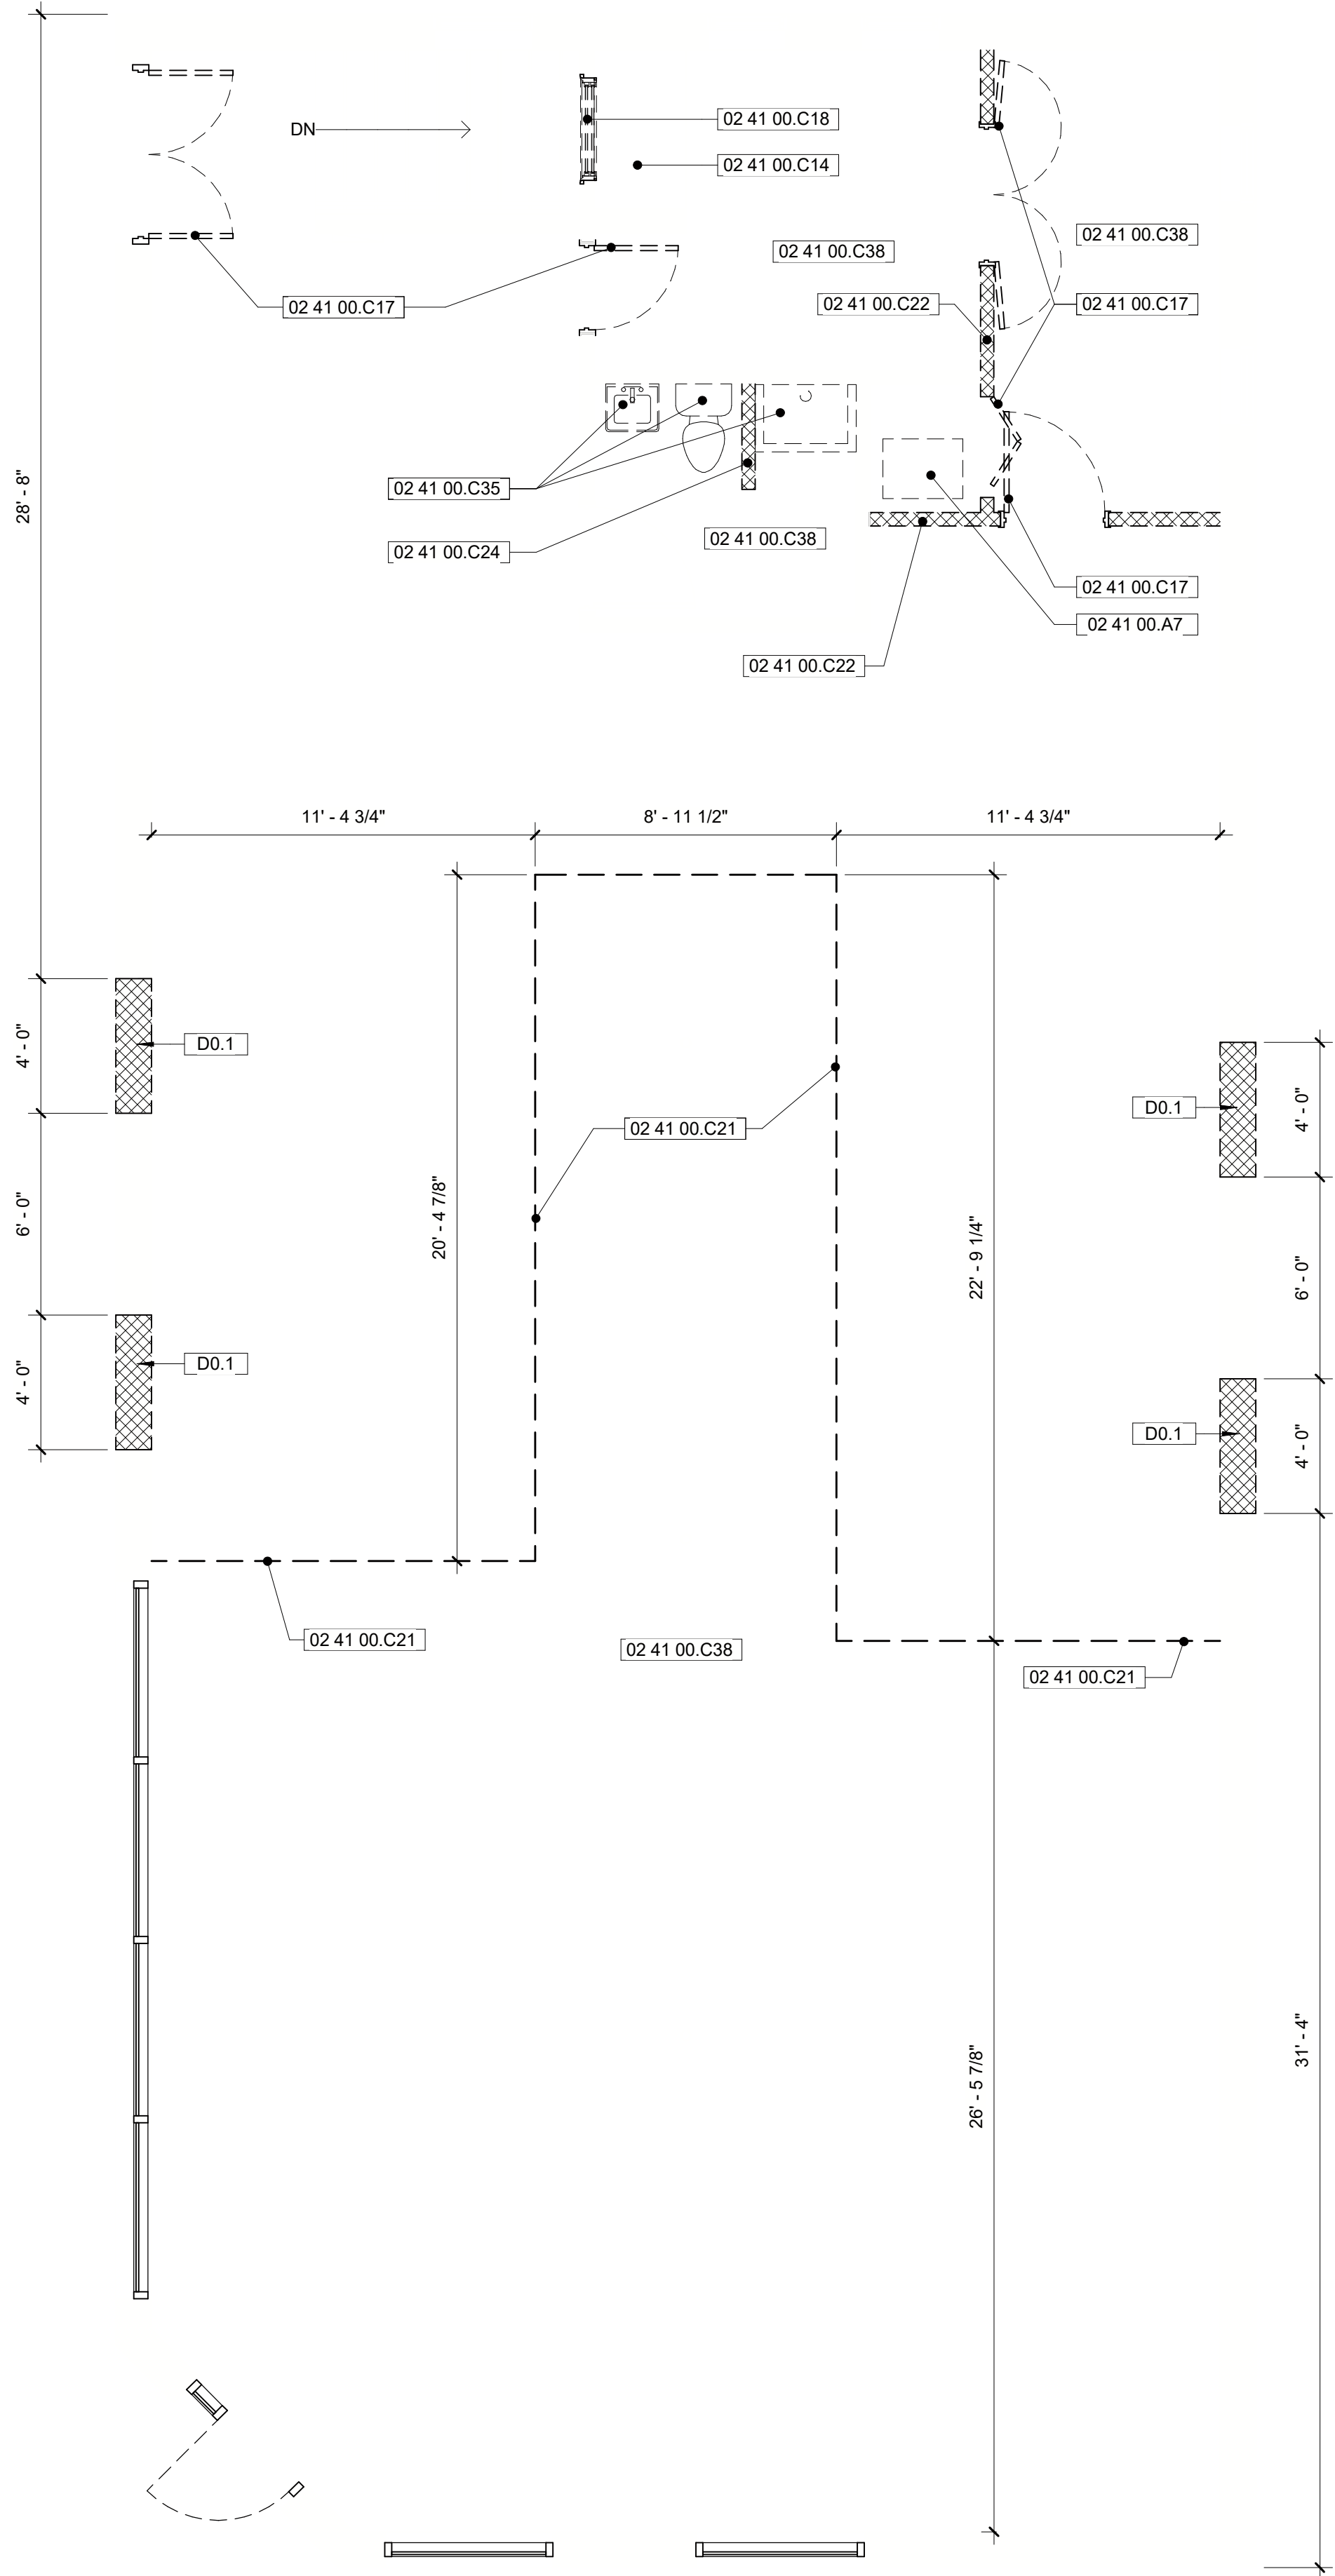 02 41 00.C18
DN
02 41 00.C14
02 41 00.C38
02 41 00.C38
02 41 00.C17
02 41 00.C22
02 41 00.C17
28' - 8"
02 41 00.C35
02 41 00.C38
02 41 00.C24
02 41 00.C17
02 41 00.A7
02 41 00.C22
11' - 4 3/4"
8' - 11 1/2"
11' - 4 3/4"
4' - 0"
D0.1
D0.1
4' - 0"
02 41 00.C21
6' - 0"
20' - 4 7/8"
22' - 9 1/4"
6' - 0"
4' - 0"
D0.1
D0.1
4' - 0"
02 41 00.C21
02 41 00.C38
02 41 00.C21
26' - 5 7/8"
31' - 4"